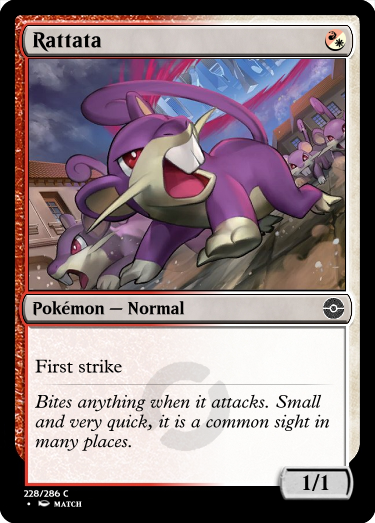 Rattata
Pokémon — Normal
First strike
Bites anything when it attacks. Small
and very quick, it is a common sight in
many places.
1/1
228/286 C
• MATCH